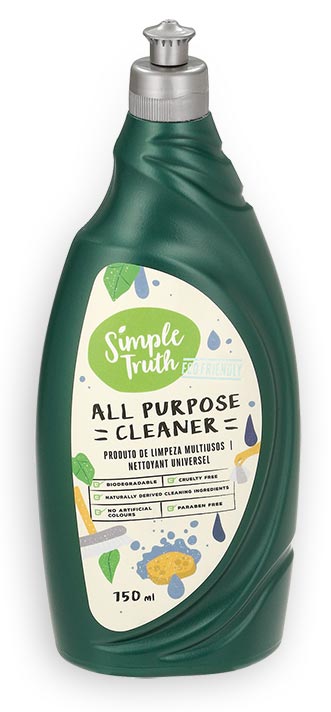 Simple
Truth
ECOFRIENDLY
ALL PURPOSE
= CLEANER =
PRODUTO DE LIMPEZA MULTIUSOS |
NETTOYANT UNIVERSEL
BIODEGRADABLE CRUELTY FREE
NATURALLY DERIVED CLEANING INGREDIENTS
NO ARTIFICIAL
COLOURS PARABEN FREE
750 ml